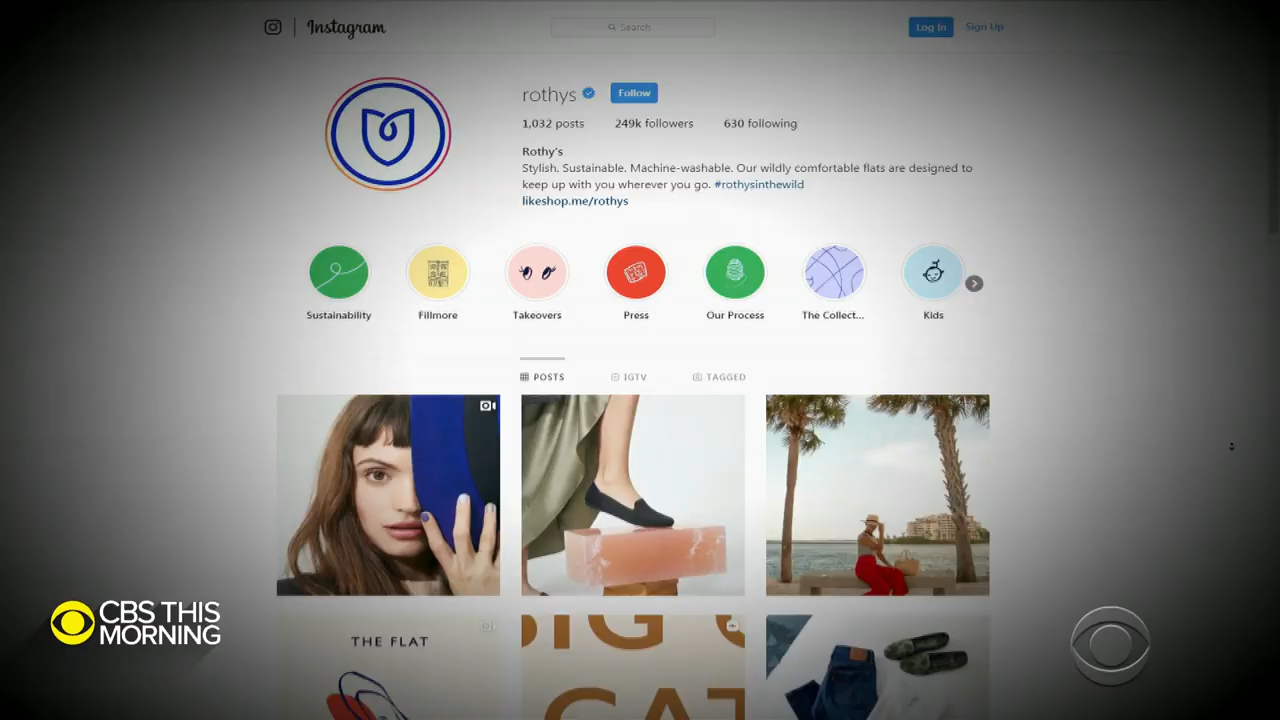 Instagram
Search
Log In
Sign Up
rothys
Follow
1,032 posts 249k followers 630 following
Rothy's
Stylish. Sustainable. Machine-washable. Our wildly comfortable flats are designed to
keep up with you wherever you go. #rothysinthewild
likeshop.me/rothys
Sustainability Fillmore Takeovers Press Our Process The Collect... Kids
POSTS IGTV TAGGED
THE FLAT
BIG
CAT
CBS THIS
MORNING